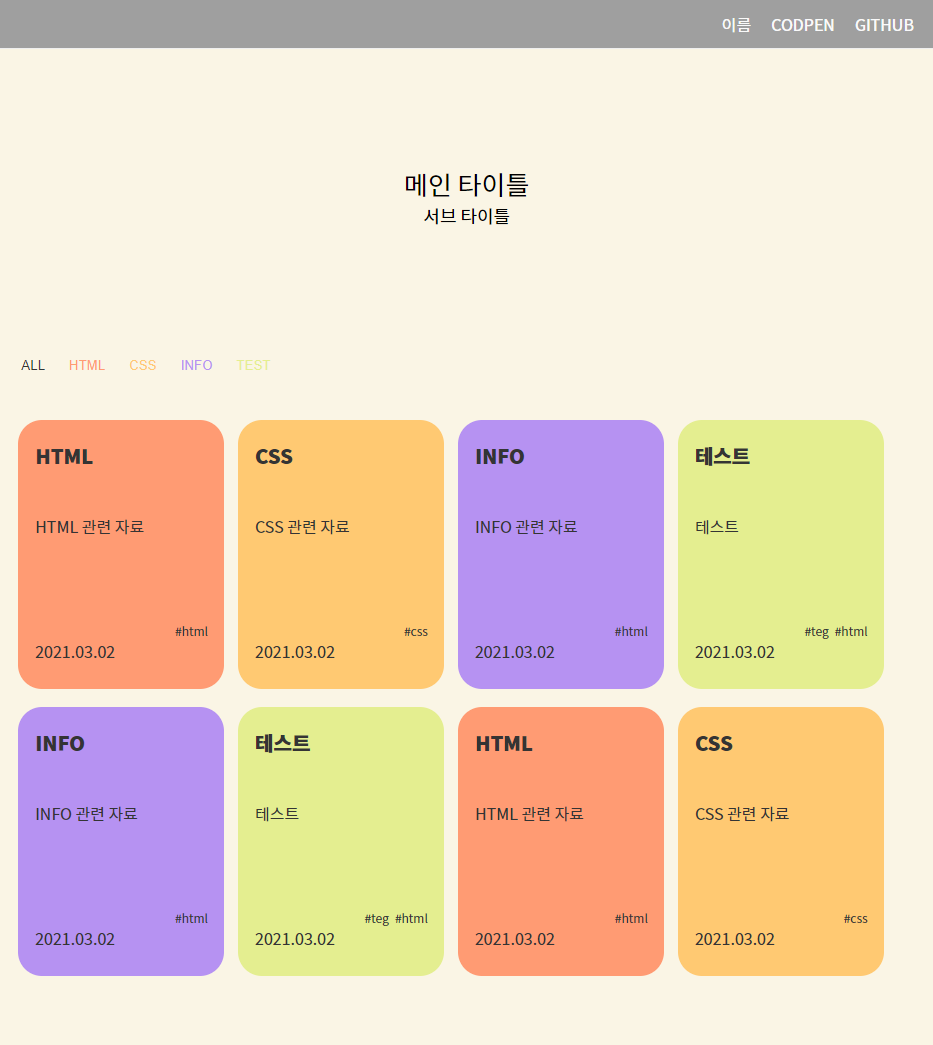 이름 CODPEN GITHUB
메인 타이틀
서브 타이틀
ALL HTML CSS INFO TEST
HTML
HTML 관련 자료
#html
2021.03.02
CSS
CSS 관련 자료
#css
2021.03.02
INFO
INFO 관련 자료
#html
2021.03.02
테스트
테스트
#teg #html
2021.03.02
INFO
INFO 관련 자료
#html
2021.03.02
테스트
테스트
#teg #html
2021.03.02
HTML
HTML 관련 자료
#html
2021.03.02
CSS
CSS 관련 자료
#css
2021.03.02